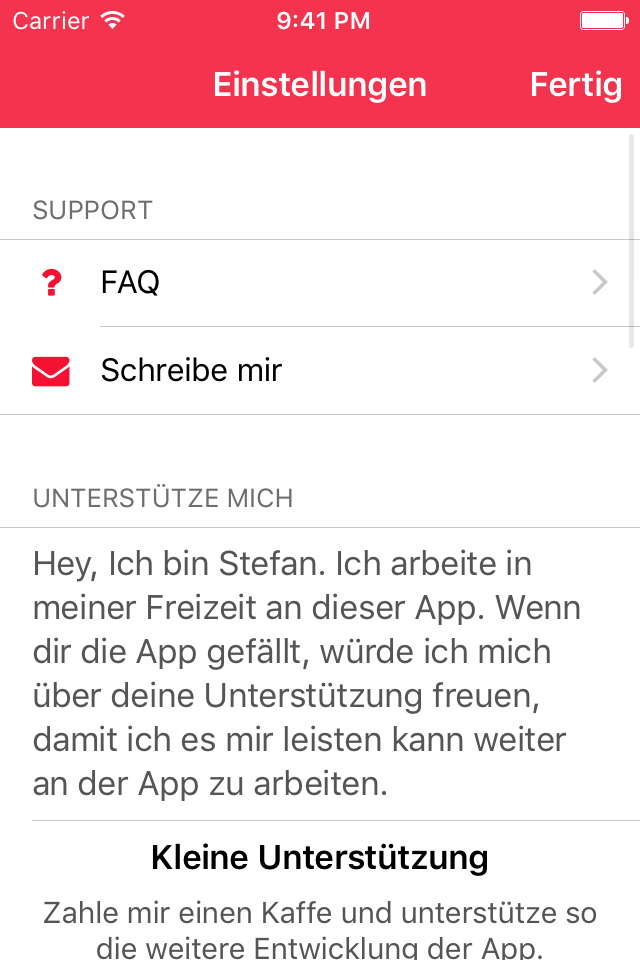 Carrier 9:41 PM
Einstellungen Fertig
SUPPORT
? FAQ
Schreibe mir
UNTERSTÜTZE MICH
Hey, Ich bin Stefan. Ich arbeite in
meiner Freizeit an dieser App. Wenn
dir die App gefällt, würde ich mich
über deine Unterstützung freuen,
damit ich es mir leisten kann weiter
an der App zu arbeiten.
Kleine Unterstützung
Zahle mir einen Kaffe und unterstütze so
die weitere Entwicklung der App.